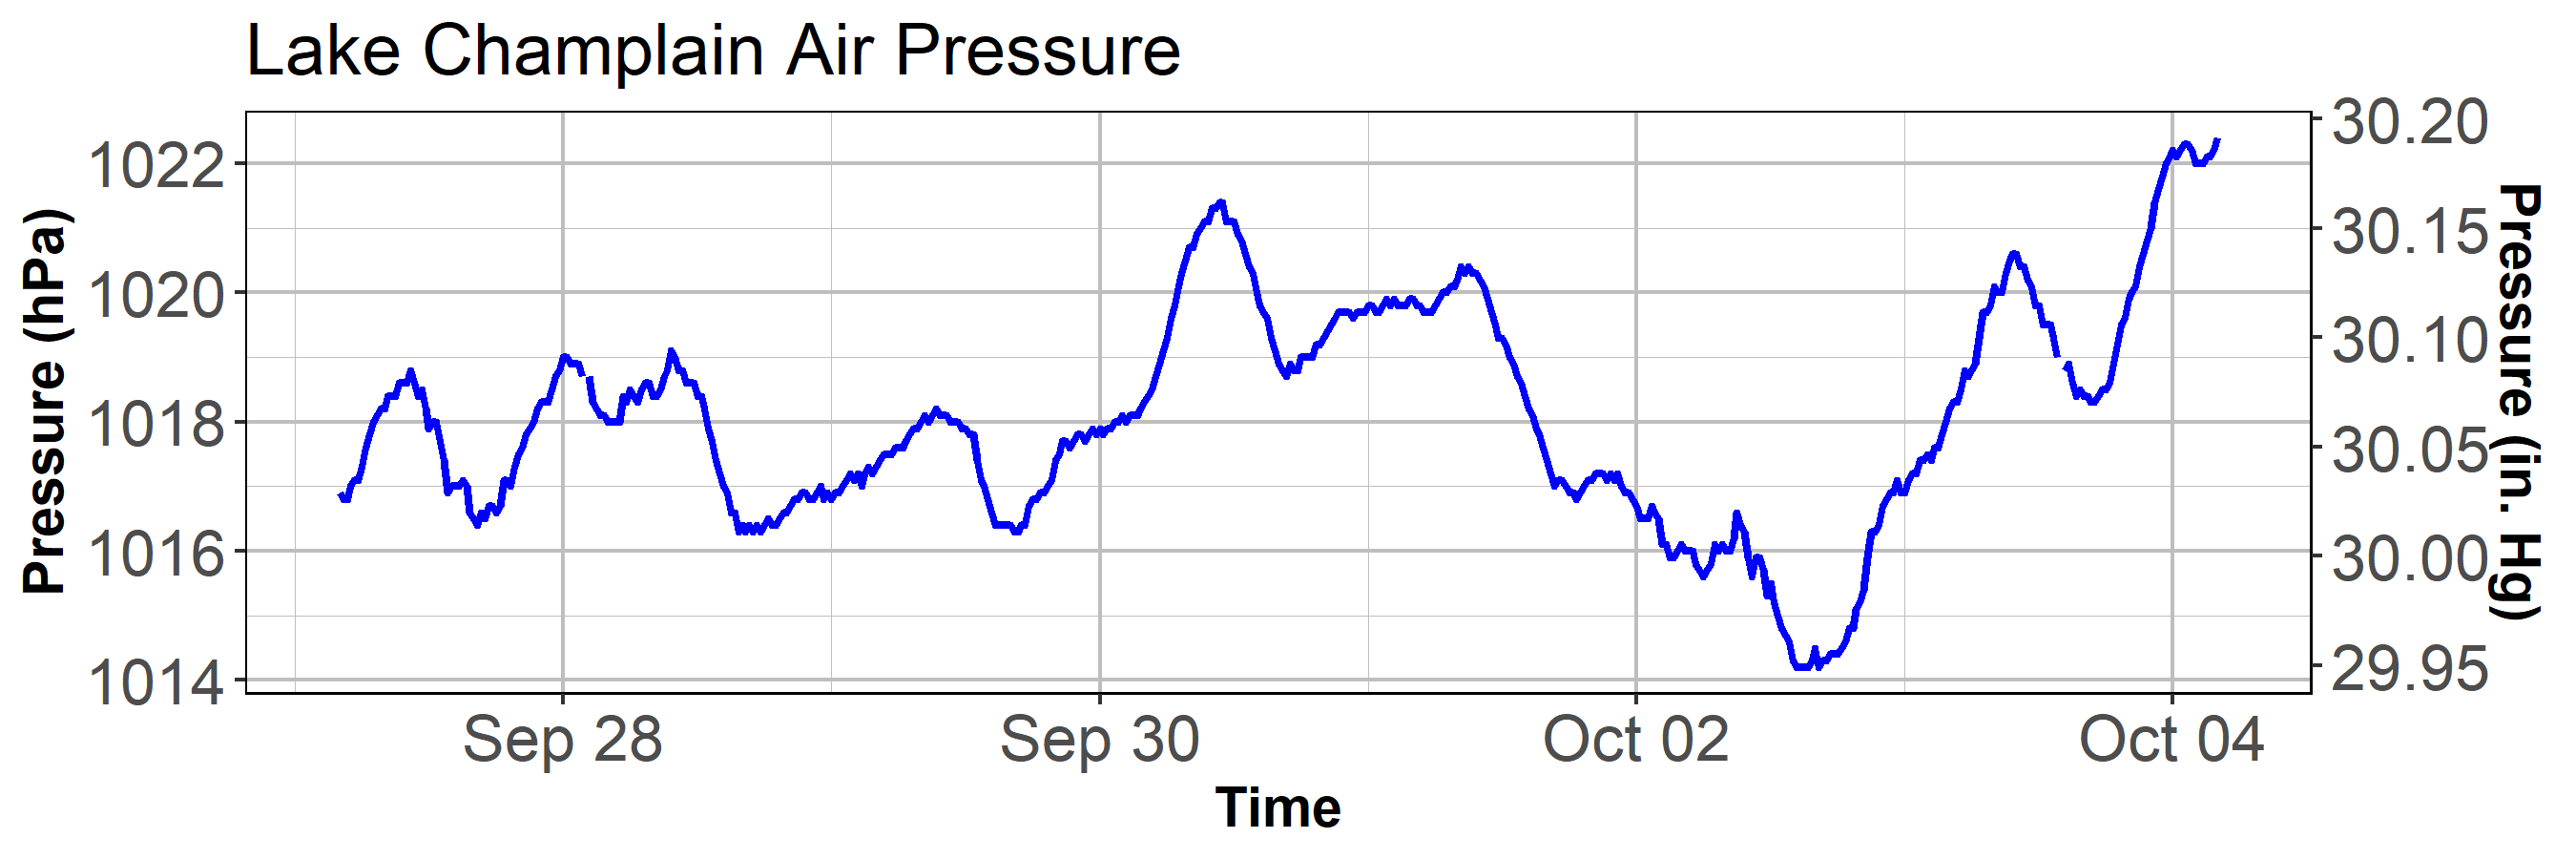 Lake Champlain Air Pressure
Pressure (hPa)
1022
1020
1018
1016
1014
30.20
30.15
30.10
30.05
30.00
29.95
Pressure (in. Hg)
Sep 28
Sep 30
Oct 02
Oct 04
Time